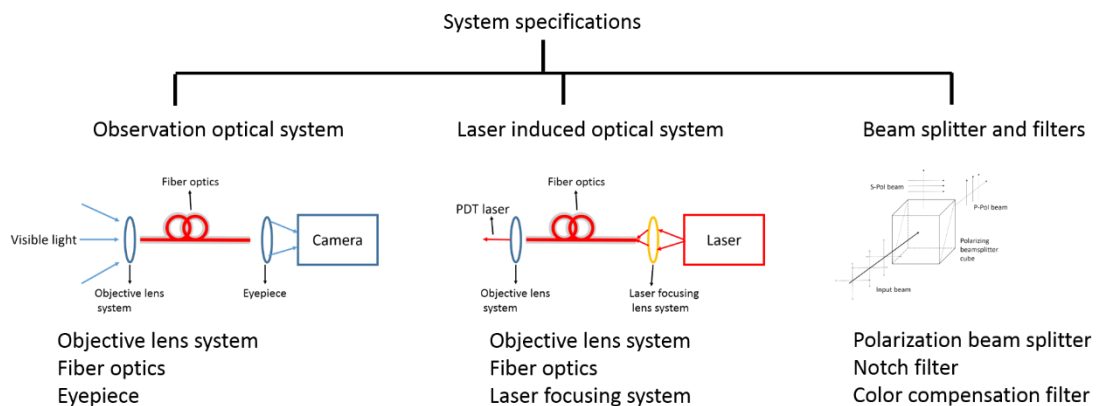 System specifications
Observation optical system
Laser induced optical system
Beam splitter and filters
Fiber optics
Visible light
Camera
Objective lens
system
Eyepiece
Fiber optics
PDT laser
Laser
Objective lens
system
Laser focusing
lens system
S-Pol beam
P-Pol beam
Polarizing
beamsplitter
cube
Input beam
Objective lens system
Fiber optics
Eyepiece
Objective lens system
Fiber optics
Laser focusing system
Polarization beam splitter
Notch filter
Color compensation filter